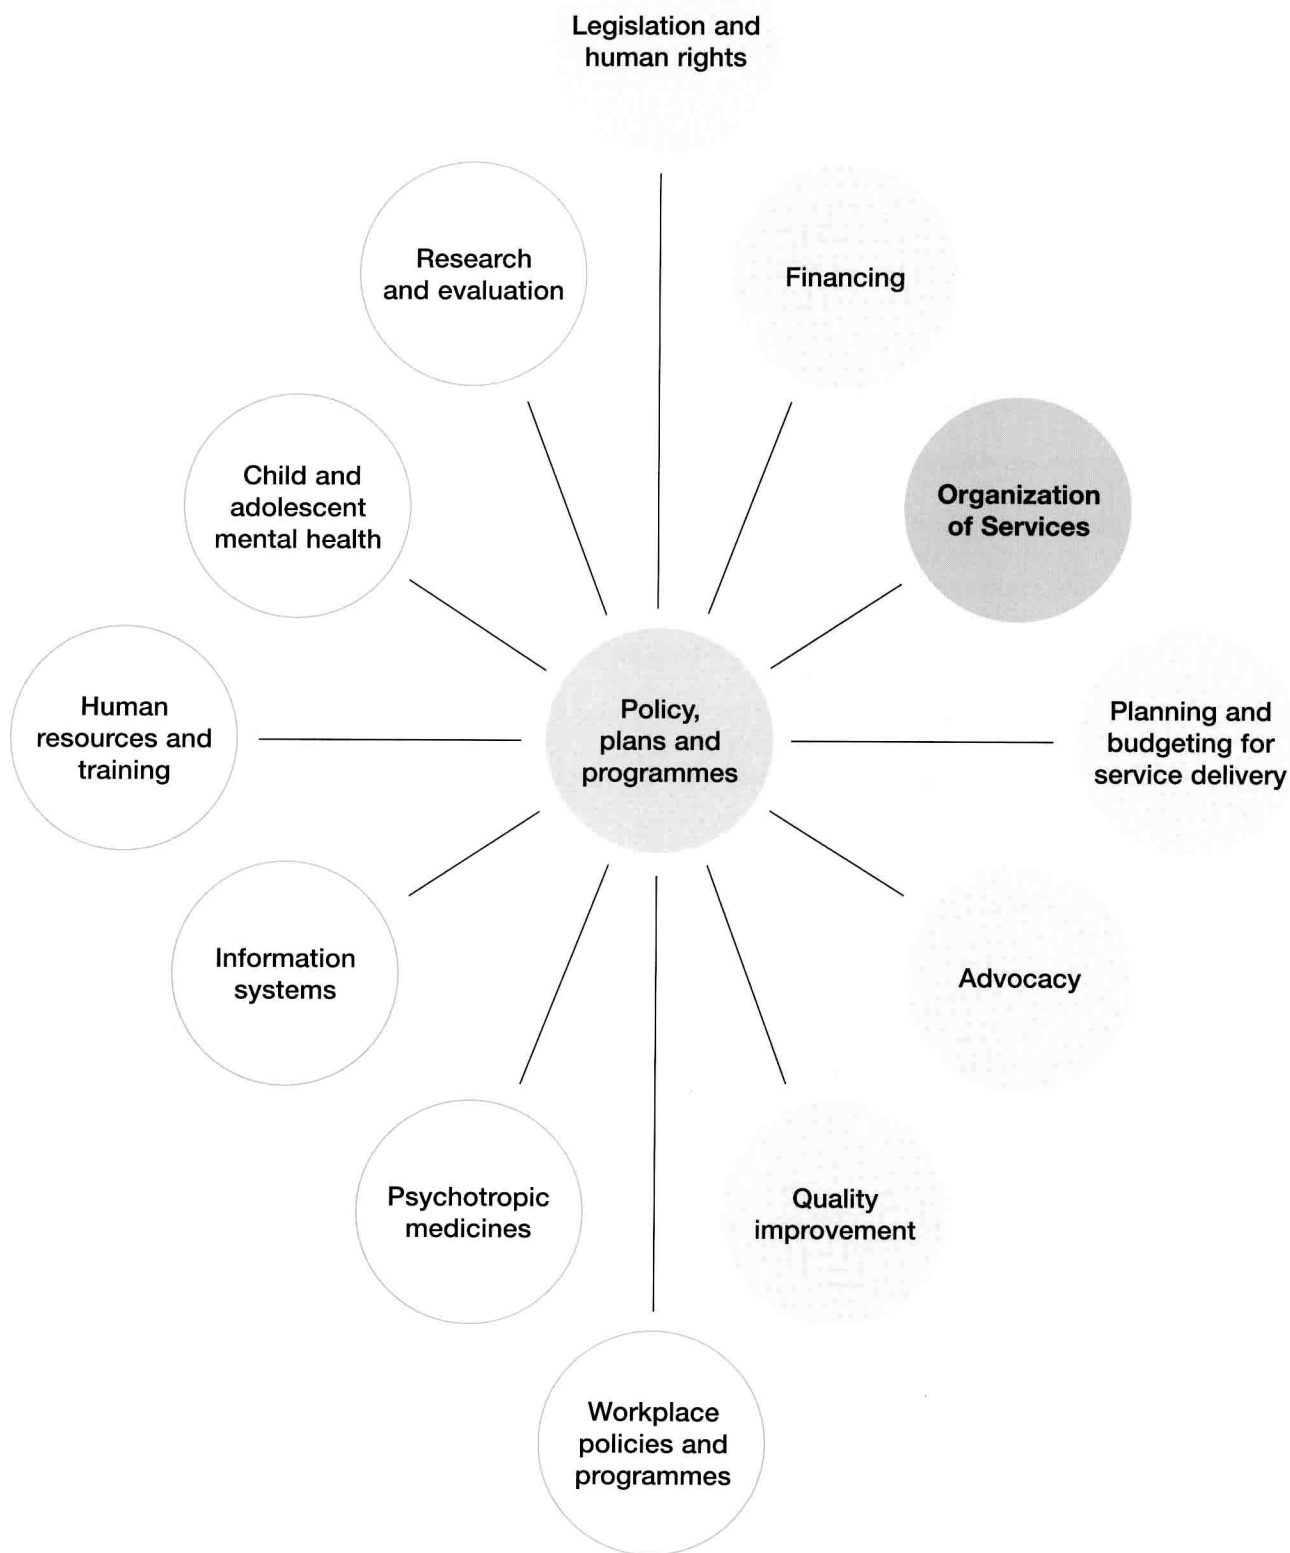 Legislation and
human rights
Research
and evaluation
Financing
Child and
adolescent
mental health
Organization
of Services
Human
resources and
training
Policy,
plans and
programmes
Planning and
budgeting for
service delivery
Information
systems
Advocacy
Psychotropic
medicines
Quality
improvement
Workplace
policies and
programmes